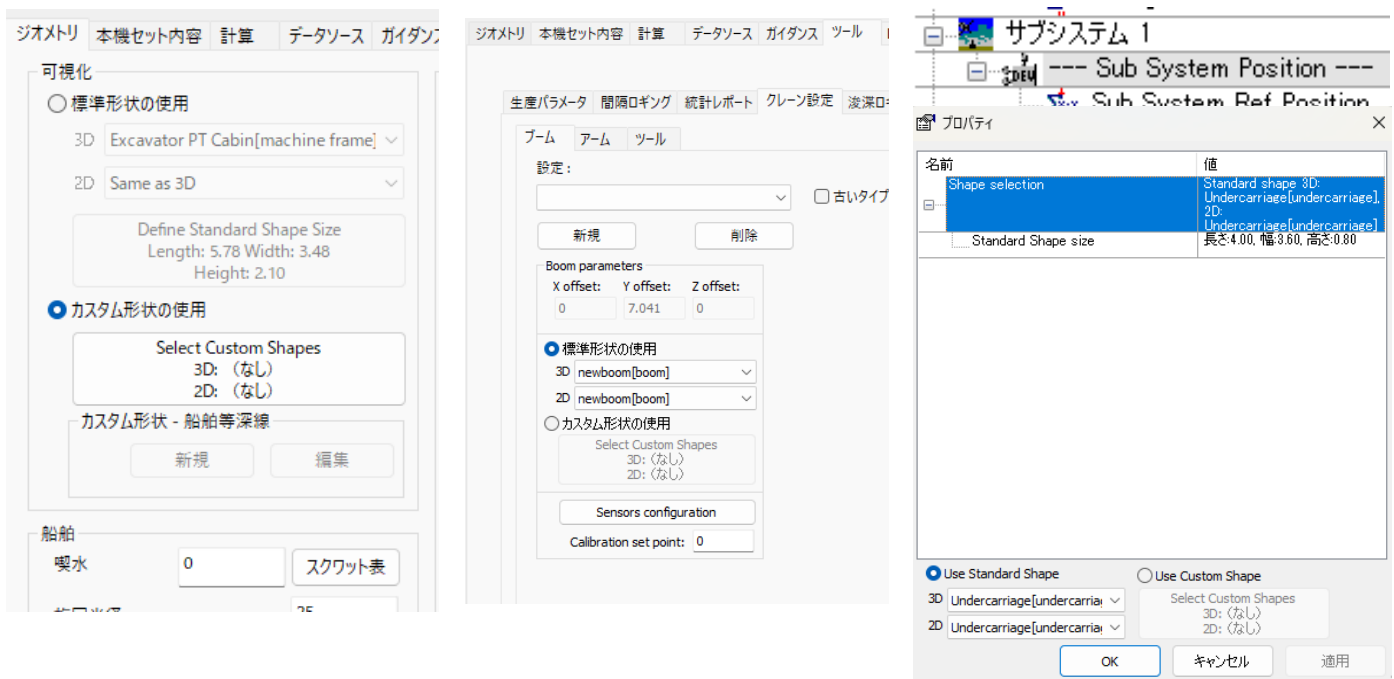 ジオメトリ 本機セット内容 計算 データソース ガイダンス
可視化
標準形状の使用
3D Excavator PT Cabin[machine frame]
2D Same as 3D
Define Standard Shape Size
Length: 5.78 Width: 3.48
Height: 2.10
カスタム形状の使用
Select Custom Shapes
3D: （なし）
2D: （なし）
カスタム形状 - 船舶等深線
新規 編集
船舶
喫水 0 スクワット表
ジオメトリ 本機セット内容 計算 データソース ガイダンス ツール
生産パラメータ 間隔ロギング 統計レポート クレーン設定 浚渫ロ
ブーム アーム ツール
設定：
古いタイプ
新規 削除
Boom parameters
X offset: Y offset: Z offset:
0 7.041 0
標準形状の使用
3D newboom[boom]
2D newboom[boom]
カスタム形状の使用
Select Custom Shapes
3D: （なし）
2D: （なし）
Sensors configuration
Calibration set point: 0
サブシステム 1
--- Sub System Position ---
Sub System Ref Position
プロパティ
名前 値
Shape selection Standard shape 3D:
Undercarriage[undercarriage],
2D:
Undercarriage[undercarriage]
Standard Shape size 長さ:4.00, 幅:3.60, 高さ:0.80
Use Standard Shape Use Custom Shape
3D Undercarriage[undercarria
2D Undercarriage[undercarria
Select Custom Shapes
3D: （なし）
2D: （なし）
OK キャンセル 適用